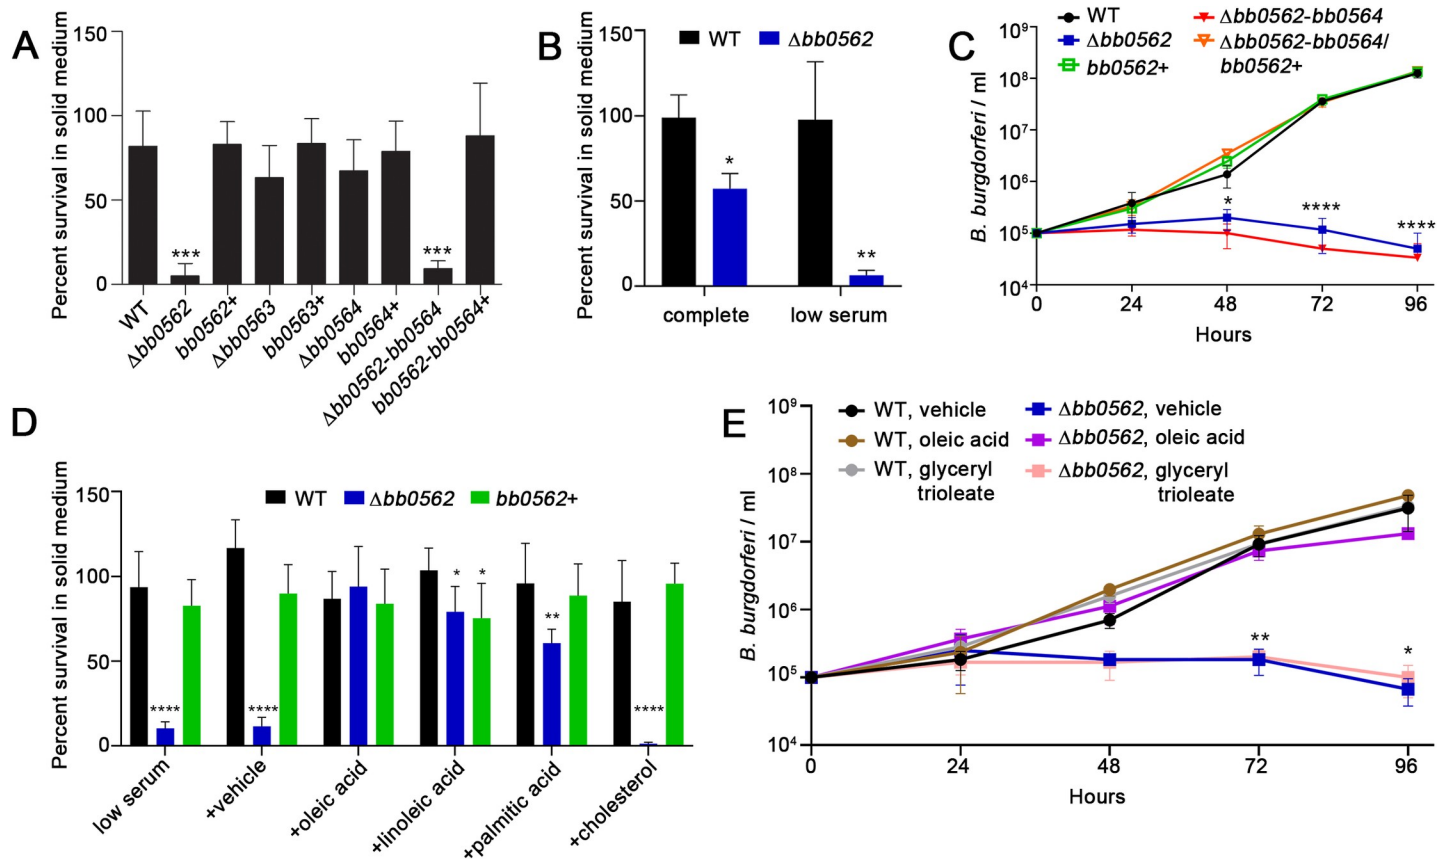 A
Percent survival in solid medium
150
100
50
0
WT
Δbb0562
bb0562+
Δbb0563
bb0563+
Δbb0564
bb0564+
Δbb0562-bb0564
bb0562-bb0564+
***
***
B
Percent survival in solid medium
150
100
50
0
WT
Δbb0562
*
**
complete
low serum
C
WT
Δbb0562
bb0562+
Δbb0562-bb0564
Δbb0562-bb0564/
bb0562+
B. burgdorferi / ml
10⁹
10⁸
10⁷
10⁶
10⁵
10⁴
*
****
****
0
24
48
72
96
Hours
D
Percent survival in solid medium
150
100
50
0
WT
Δbb0562
bb0562+
****
****
*
*
**
****
low serum
+vehicle
+oleic acid
+linoleic acid
+palmitic acid
+cholesterol
E
WT, vehicle
WT, oleic acid
WT, glyceryl
trioleate
Δbb0562, vehicle
Δbb0562, oleic acid
Δbb0562, glyceryl
trioleate
B. burgdorferi / ml
10⁹
10⁸
10⁷
10⁶
10⁵
10⁴
**
*
0
24
48
72
96
Hours